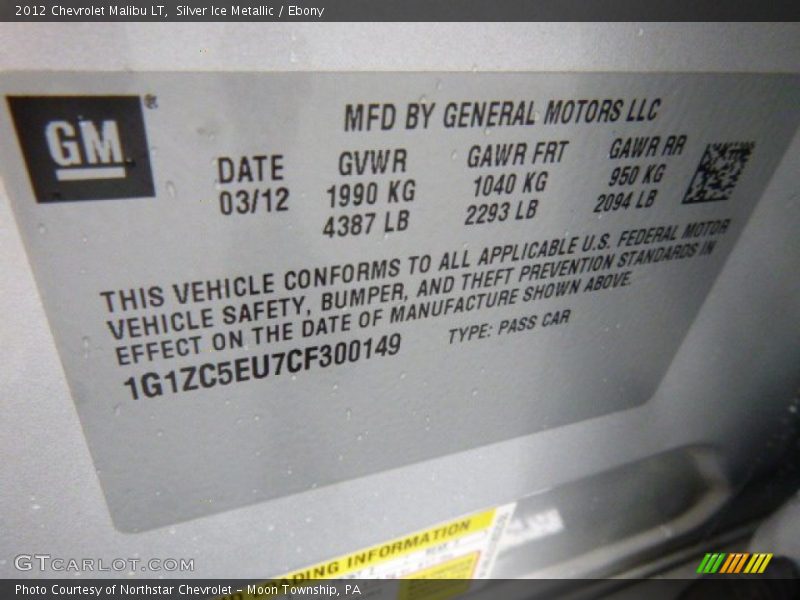 2012 Chevrolet Malibu LT, Silver Ice Metallic / Ebony
GM®
MFD BY GENERAL MOTORS LLC
DATE GVWR GAWR FRT GAWR RR
03/12 1990 KG 1040 KG 950 KG
4387 LB 2293 LB 2094 LB
THIS VEHICLE CONFORMS TO ALL APPLICABLE U.S. FEDERAL MOTOR
VEHICLE SAFETY, BUMPER, AND THEFT PREVENTION STANDARDS IN
EFFECT ON THE DATE OF MANUFACTURE SHOWN ABOVE.
1G1ZC5EU7CF300149 TYPE: PASS CAR
INFORMATION
GTcarlot.com
Photo Courtesy of Northstar Chevrolet - Moon Township, PA